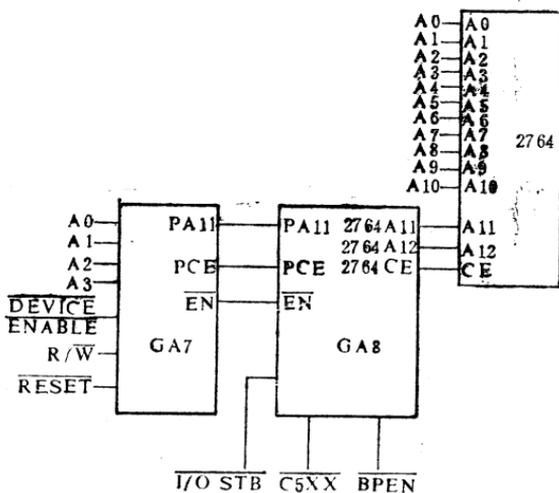 A0 A0
A1 A1
A2 A2
A3 A3
A4 A4
A5 A5
A6 A6
A7 A7
2764
A8 A8
A9 A9
A10 A10
A0 PA11 PA11 2764 A11 A11
A1 2764 A12 A12
A2 PCE PCE 2764 CE CE
A3
DEVICE EN EN
ENABLE
GA7 GA8
R/W
RESET
I/O STB C5XX BPEN